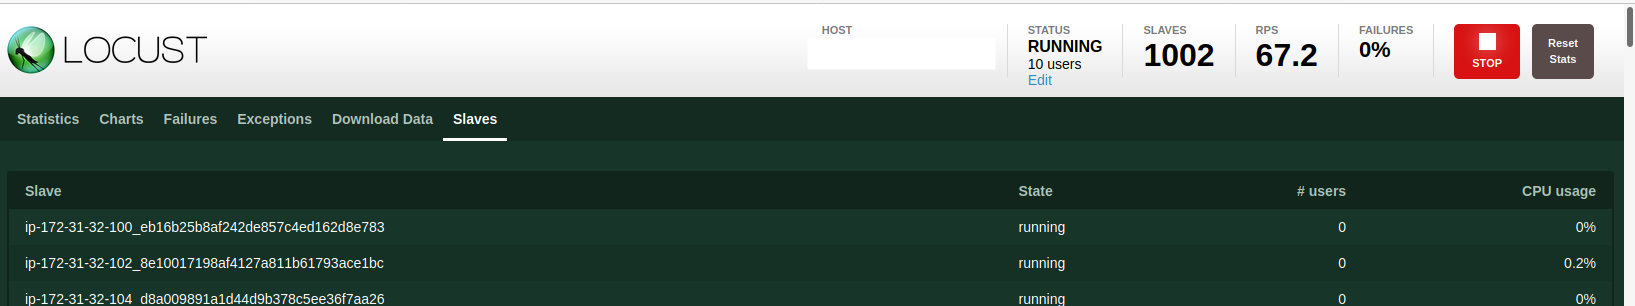 LOCUST
HOST
STATUS
RUNNING
10 users
Edit
SLAVES
1002
RPS
67.2
FAILURES
0%
STOP
Reset
Stats
Statistics Charts Failures Exceptions Download Data Slaves
Slave State # users CPU usage
ip-172-31-32-100_eb16b25b8af242de857c4ed162d8e783 running 0 0%
ip-172-31-32-102_8e10017198af4127a811b61793ace1bc running 0 0.2%
ip-172-31-32-104_d8a009891a1d44d9b378c5ee36f7aa26 running 0 0%